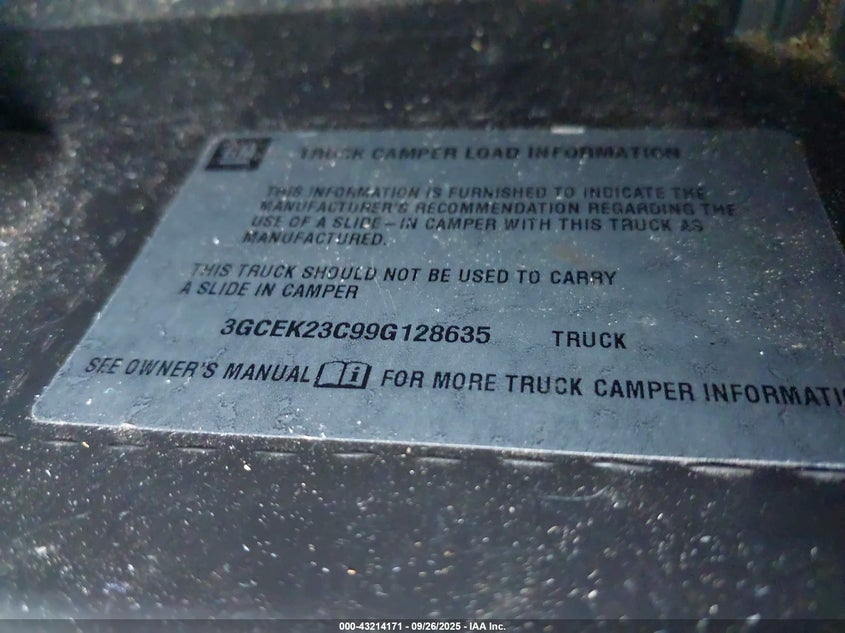 GM
TRUCK CAMPER LOAD INFORMATION
THIS INFORMATION IS FURNISHED TO INDICATE THE
MANUFACTURER'S RECOMMENDATION REGARDING THE
USE OF A SLIDE-IN CAMPER WITH THIS TRUCK AS
MANUFACTURED.
THIS TRUCK SHOULD NOT BE USED TO CARRY
A SLIDE IN CAMPER
3GCEK23C99G128635 TRUCK
SEE OWNER'S MANUAL i FOR MORE TRUCK CAMPER INFORMATI
000-43214171 - 09/26/2025 - IAA Inc.